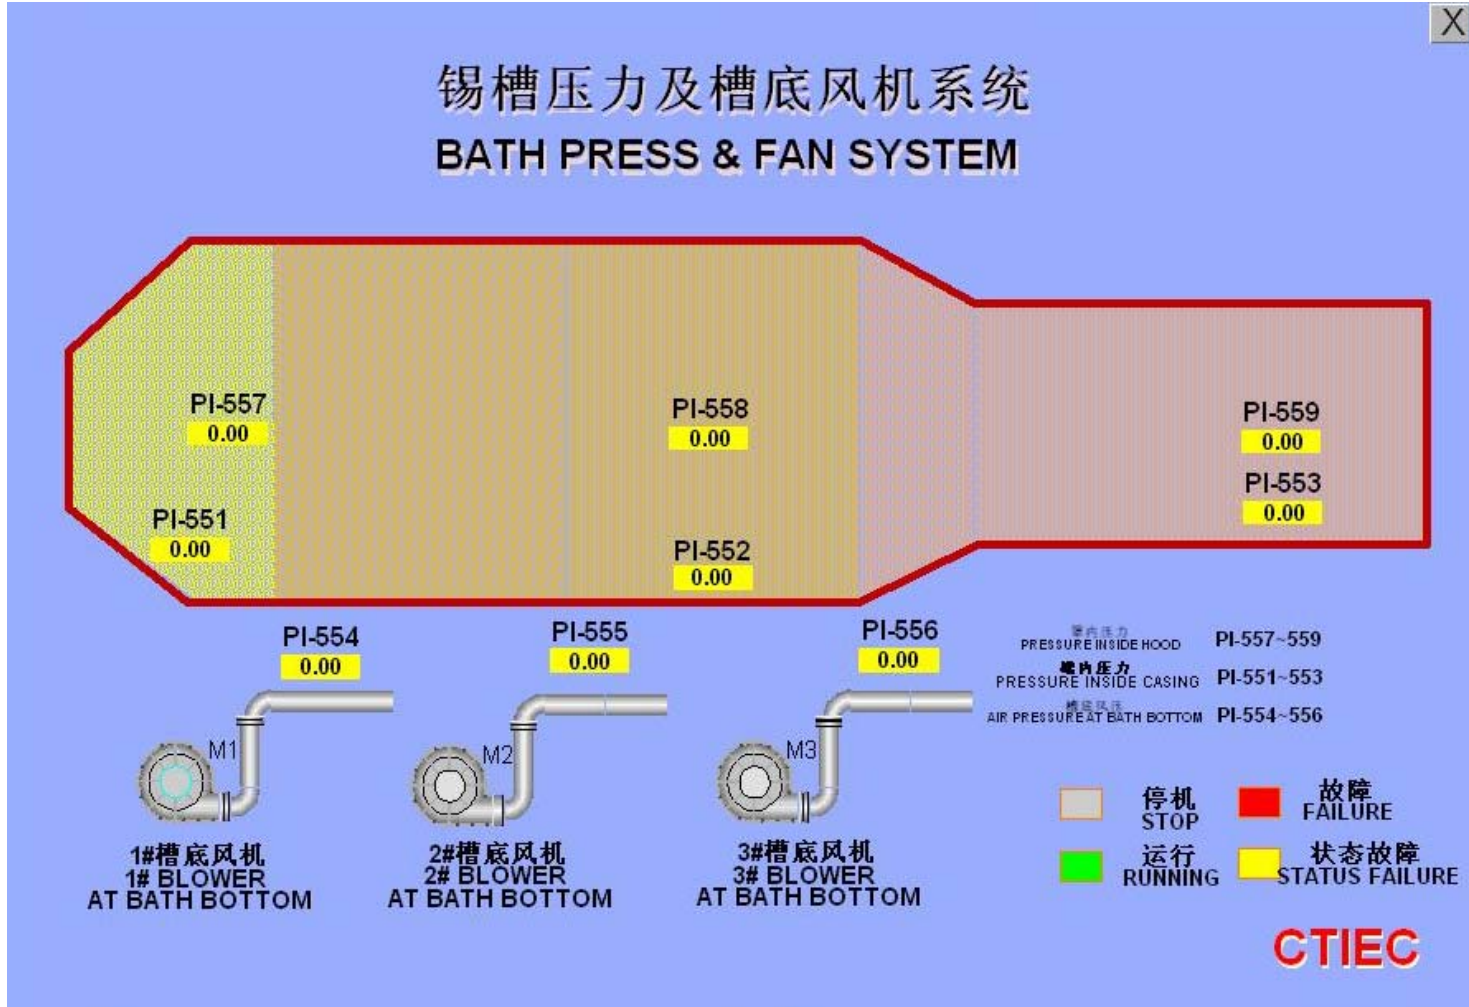 X
锡槽压力及槽底风机系统
BATH PRESS & FAN SYSTEM
PI-557
0.00
PI-558
0.00
PI-559
0.00
PI-553
0.00
PI-551
0.00
PI-552
0.00
PI-554
0.00
PI-555
0.00
PI-556
0.00
罩内压力
PRESSURE INSIDE HOOD PI-557~559
PRESSURE INSIDE CASING PI-551~553
槽底风压
AIR PRESSURE AT BATH BOTTOM PI-554~556
M1
M2
M3
1#槽底风机
1# BLOWER
AT BATH BOTTOM
2#槽底风机
2# BLOWER
AT BATH BOTTOM
3#槽底风机
3# BLOWER
AT BATH BOTTOM
停机
STOP
故障
FAILURE
运行
RUNNING
状态故障
STATUS FAILURE
CTIEC